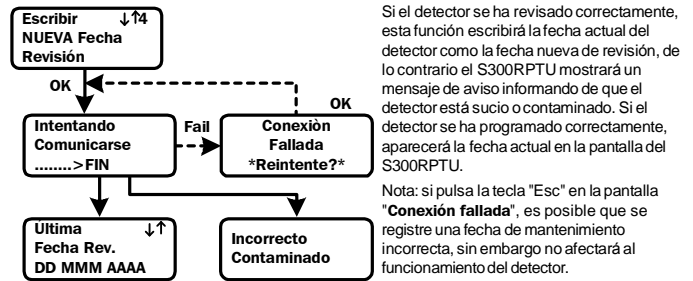 Escribir ↓↑4
NUEVA Fecha
Revisión
OK
Intentando
Comunicarse
........>FIN
Fail
OK
Conexiòn
Fallada
*Reintente?*
Última ↓↑
Fecha Rev.
DD MMM AAAA
Incorrecto
Contaminado
Si el detector se ha revisado correctamente,
esta función escribirá la fecha actual del
detector como la fecha nueva de revisión, de
lo contrario el S300RPTU mostrará un
mensaje de aviso informando de que el
detector está sucio o contaminado. Si el
detector se ha programado correctamente,
aparecerá la fecha actual en la pantalla del
S300RPTU.
Nota: si pulsa la tecla "Esc" en la pantalla
"Conexión fallada", es posible que se
registre una fecha de mantenimiento
incorrecta, sin embargo no afectará al
funcionamiento del detector.